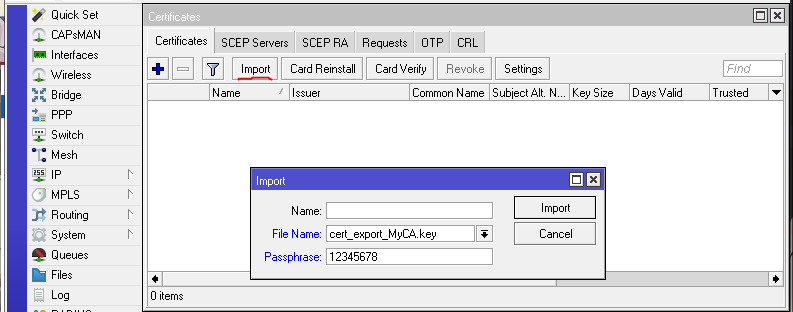 Quick Set
CAPsMAN
Interfaces
Wireless
Bridge
PPP
Switch
Mesh
255 IP
MPLS
Routing
System
Queues
Files
Log
Certificates
Certificates SCEP Servers SCEP RA Requests OTP CRL
Import Card Reinstall Card Verify Revoke Settings Find
Name Issuer Common Name Subject Alt. N... Key Size Days Valid Trusted
Import
Name: Import
File Name: cert_export_MyCA.key Cancel
Passphrase: 12345678
0 items